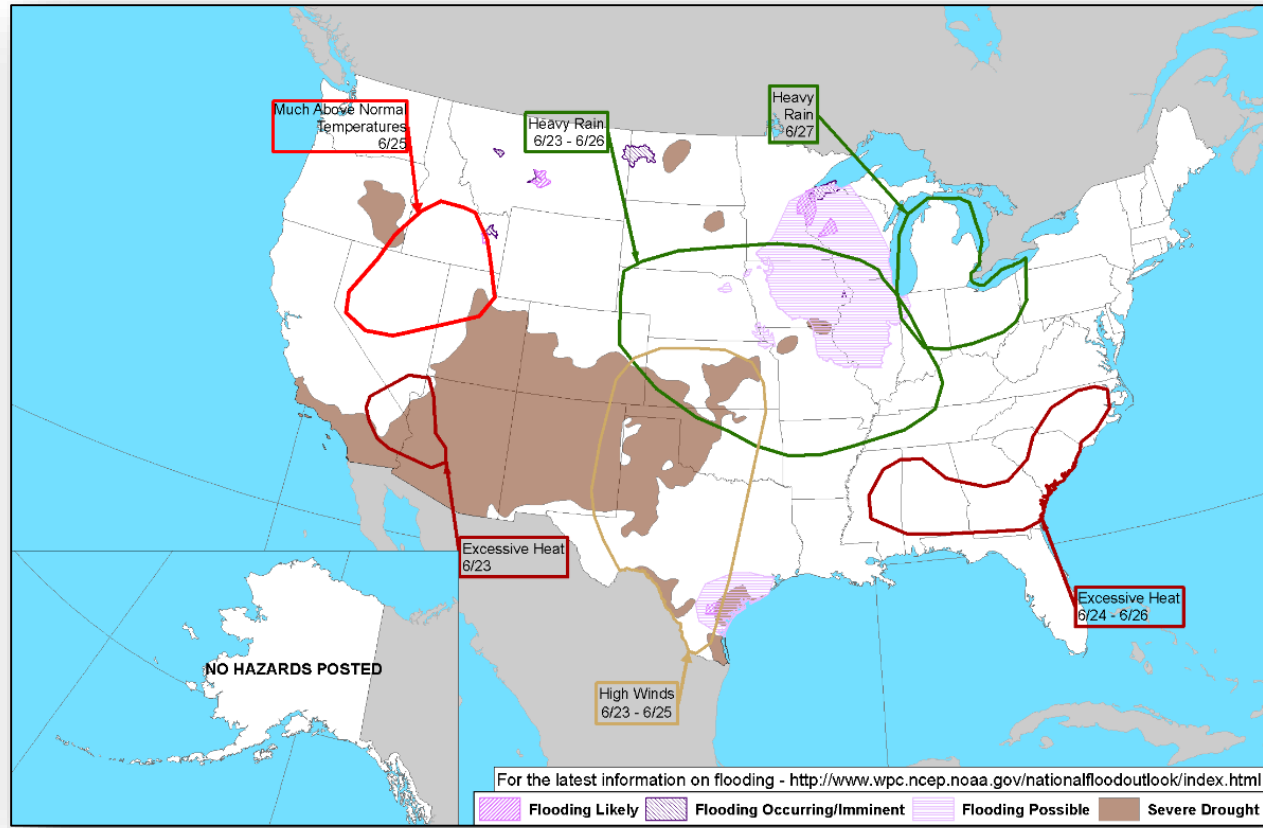 Much Above Normal
Temperatures
6/25
Heavy Rain
6/23 - 6/26
Heavy
Rain
6/27
Excessive Heat
6/23
Excessive Heat
6/24 - 6/26
NO HAZARDS POSTED
High Winds
6/23 - 6/25
For the latest information on flooding - http://www.wpc.ncep.noaa.gov/nationalfloodoutlook/index.html
Flooding Likely
Flooding Occurring/Imminent
Flooding Possible
Severe Drought